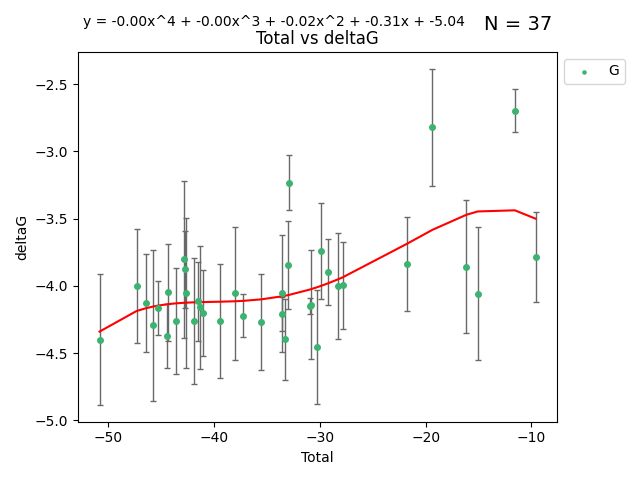 y = -0.00x^4 + -0.00x^3 + -0.02x^2 + -0.31x + -5.04
N = 37
Total vs deltaG
G
−2.5
−3.0
−3.5
−4.0
−4.5
−5.0
deltaG
−50 −40 −30 −20 −10
Total